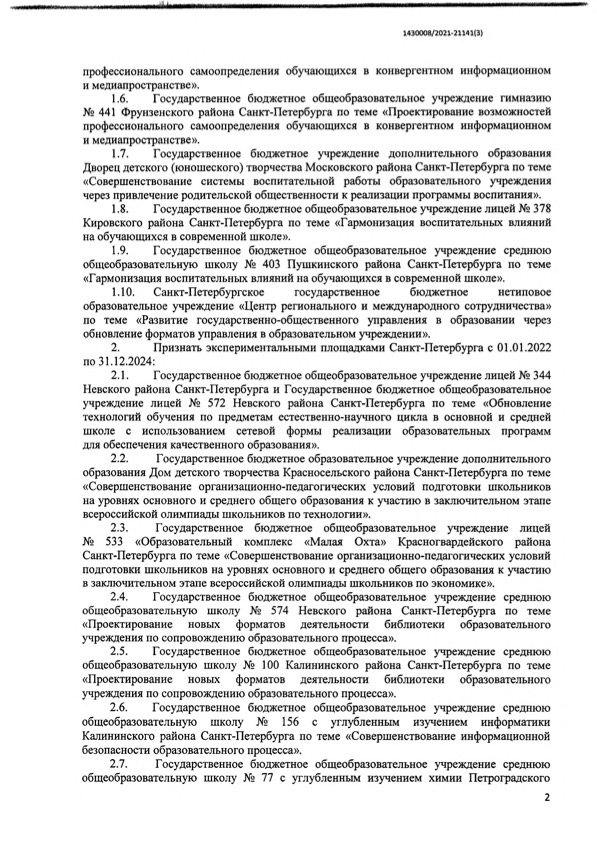 1430008/2021-21141(3)
профессионального самоопределения обучающихся в конвергентном информационном
и медиапространстве».
1.6. Государственное бюджетное общеобразовательное учреждение гимназию
№ 441 Фрунзенского района Санкт-Петербурга по теме «Проектирование возможностей
профессионального самоопределения обучающихся в конвергентном информационном
и медиапространстве».
1.7. Государственное бюджетное учреждение дополнительного образования
Дворец детского (юношеского) творчества Московского района Санкт-Петербурга по теме
«Совершенствование системы воспитательной работы образовательного учреждения
через привлечение родительской общественности к реализации программы воспитания».
1.8. Государственное бюджетное общеобразовательное учреждение лицей № 378
Кировского района Санкт-Петербурга по теме «Гармонизация воспитательных влияний
на обучающихся в современной школе».
1.9. Государственное бюджетное общеобразовательное учреждение среднюю
общеобразовательную школу № 403 Пушкинского района Санкт-Петербурга по теме
«Гармонизация воспитательных влияний на обучающихся в современной школе».
1.10. Санкт-Петербургское государственное бюджетное нетиповое
образовательное учреждение «Центр регионального и международного сотрудничества»
по теме «Развитие государственно-общественного управления в образовании через
обновление форматов управления в образовательном учреждении».
2. Признать экспериментальными площадками Санкт-Петербурга с 01.01.2022
по 31.12.2024:
2.1. Государственное бюджетное общеобразовательное учреждение лицей № 344
Невского района Санкт-Петербурга и Государственное бюджетное общеобразовательное
учреждение лицей № 572 Невского района Санкт-Петербурга по теме «Обновление
технологий обучения по предметам естественно-научного цикла в основной и средней
школе с использованием сетевой формы реализации образовательных программ
для обеспечения качественного образования».
2.2. Государственное бюджетное образовательное учреждение дополнительного
образования Дом детского творчества Красносельского района Санкт-Петербурга по теме
«Совершенствование организационно-педагогических условий подготовки школьников
на уровнях основного и среднего общего образования к участию в заключительном этапе
всероссийской олимпиады школьников по технологии».
2.3. Государственное бюджетное общеобразовательное учреждение лицей
№ 533 «Образовательный комплекс «Малая Охта» Красногвардейского района
Санкт-Петербурга по теме «Совершенствование организационно-педагогических условий
подготовки школьников на уровнях основного и среднего общего образования к участию
в заключительном этапе всероссийской олимпиады школьников по экономике».
2.4. Государственное бюджетное общеобразовательное учреждение среднюю
общеобразовательную школу № 574 Невского района Санкт-Петербурга по теме
«Проектирование новых форматов деятельности библиотеки образовательного
учреждения по сопровождению образовательного процесса».
2.5. Государственное бюджетное общеобразовательное учреждение среднюю
общеобразовательную школу № 100 Калининского района Санкт-Петербурга по теме
«Проектирование новых форматов деятельности библиотеки образовательного
учреждения по сопровождению образовательного процесса».
2.6. Государственное бюджетное общеобразовательное учреждение среднюю
общеобразовательную школу № 156 с углубленным изучением информатики
Калининского района Санкт-Петербурга по теме «Совершенствование информационной
безопасности образовательного процесса».
2.7. Государственное бюджетное общеобразовательное учреждение среднюю
общеобразовательную школу № 77 с углубленным изучением химии Петроградского
2